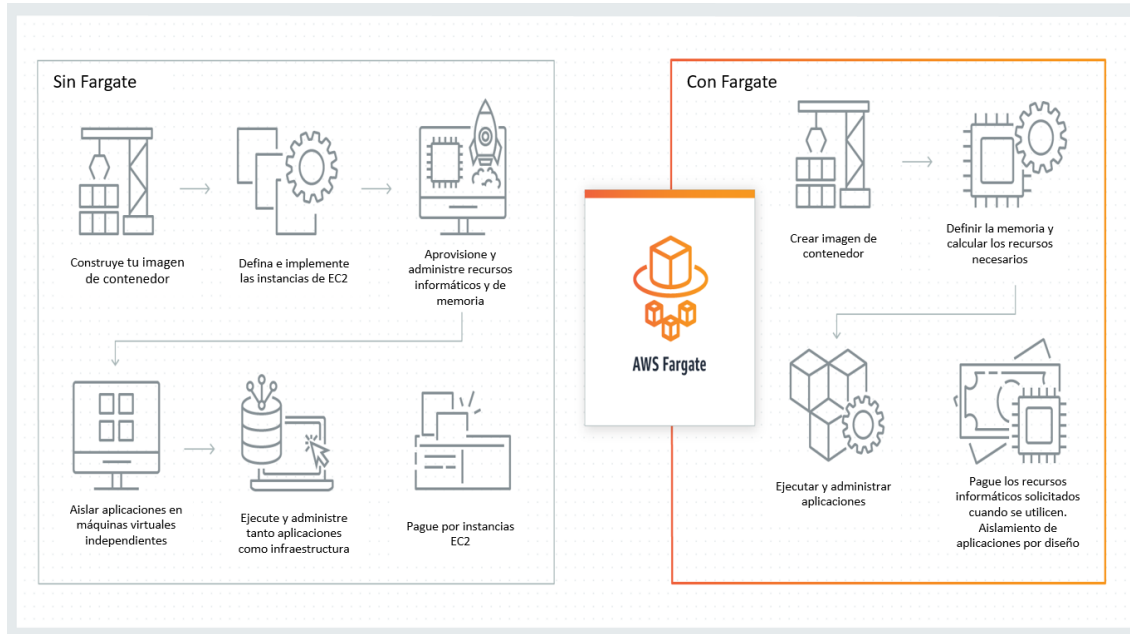 Sin Fargate
Construye tu imagen
de contenedor
Defina e implemente
las instancias de EC2
Aprovisione y
administre recursos
informáticos y de
memoria
Aislar aplicaciones en
máquinas virtuales
independientes
Ejecute y administre
tanto aplicaciones
como infraestructura
Pague por instancias
EC2
AWS Fargate
Con Fargate
Crear imagen de
contenedor
Definir la memoria y
calcular los recursos
necesarios
Ejecutar y administrar
aplicaciones
Pague los recursos
informáticos solicitados
cuando se utilicen.
Aislamiento de
aplicaciones por diseño